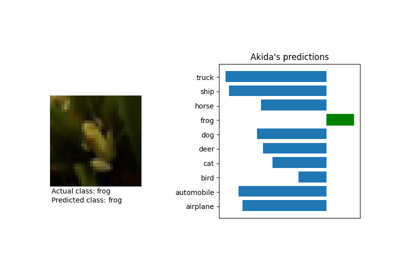 Akida's predictions
truck
ship
horse
frog
dog
deer
cat
bird
automobile
airplane
Actual class: frog
Predicted class: frog